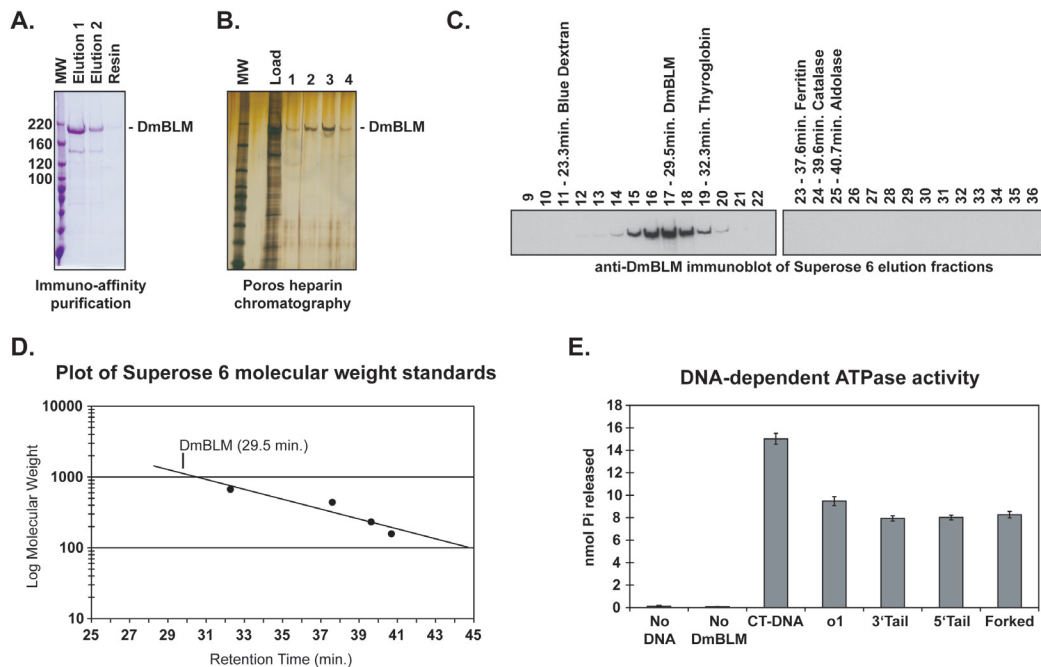 A.
MW
Elution 1
Elution 2
Resin
220
160
120
100
- DmBLM
Immuno-affinity
purification
B.
MW
Load
1 2 3 4
- DmBLM
Poros heparin
chromatography
C.
9
10
11 - 23.3min. Blue Dextran
12
13
14
15
16
17 - 29.5min. DmBLM
18
19 - 32.3min. Thyroglobin
20
21
22
23 - 37.6min. Ferritin
24 - 39.6min. Catalase
25 - 40.7min. Aldolase
26
27
28
29
30
31
32
33
34
35
36
anti-DmBLM immunoblot of Superose 6 elution fractions
D.
Plot of Superose 6 molecular weight standards
Log Molecular Weight
10000
1000
100
10
DmBLM (29.5 min.)
25 27 29 31 33 35 37 39 41 43 45
Retention Time (min.)
E.
DNA-dependent ATPase activity
nmol Pi released
18
16
14
12
10
8
6
4
2
0
No
DNA
No
DmBLM
CT-DNA
o1
3‘Tail
5‘Tail
Forked